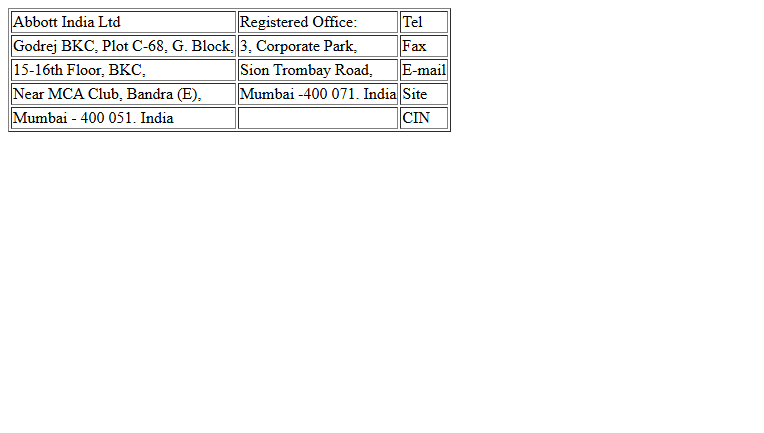 Abbott India Ltd Registered Office: Tel
Godrej BKC, Plot C-68, G. Block, 3, Corporate Park, Fax
15-16th Floor, BKC, Sion Trombay Road, E-mail
Near MCA Club, Bandra (E), Mumbai -400 071. India Site
Mumbai - 400 051. India CIN